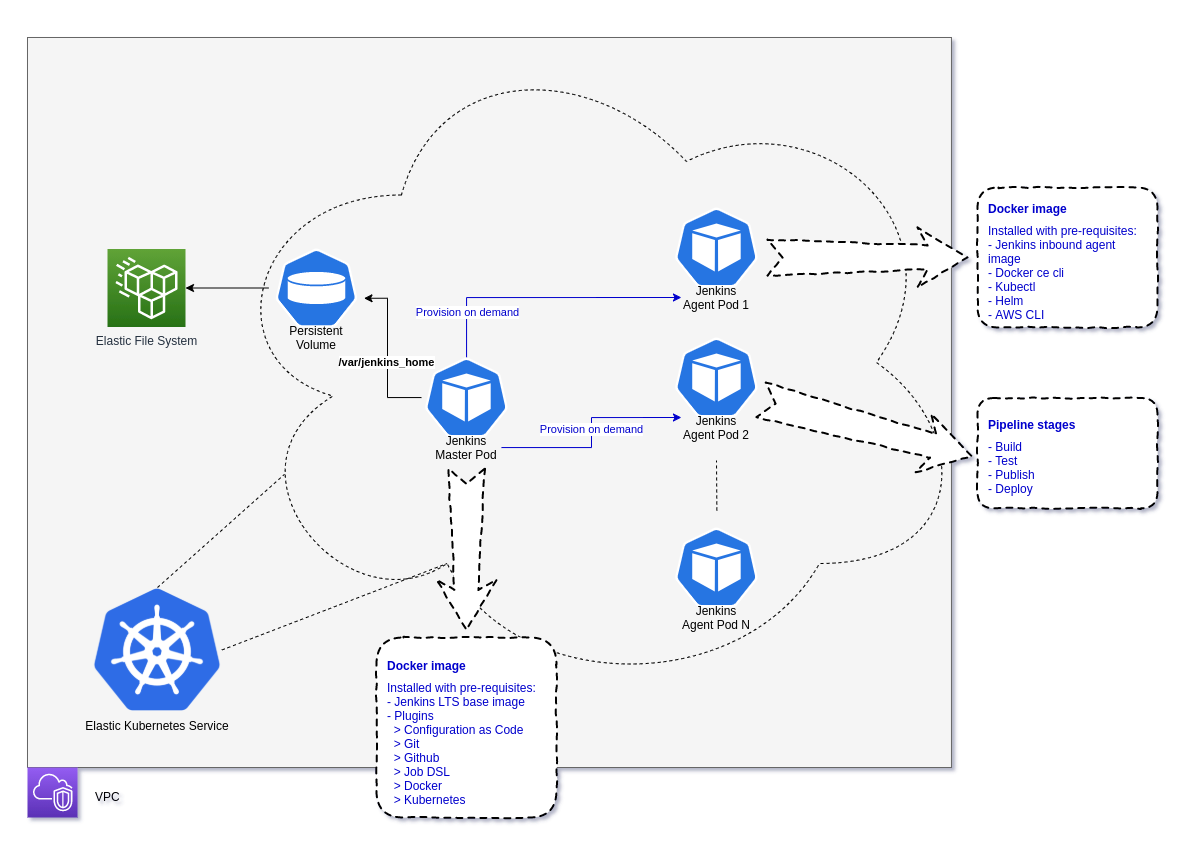 Docker image
Installed with pre-requisites:
- Jenkins inbound agent
image
- Docker ce cli
- Kubectl
- Helm
- AWS CLI
Jenkins
Agent Pod 1
Provision on demand
Persistent
Volume
Elastic File System
/var/jenkins_home
Jenkins
Master Pod
Provision on demand
Jenkins
Agent Pod 2
Pipeline stages
- Build
- Test
- Publish
- Deploy
Jenkins
Agent Pod N
Elastic Kubernetes Service
Docker image
Installed with pre-requisites:
- Jenkins LTS base image
- Plugins
> Configuration as Code
> Git
> Github
> Job DSL
> Docker
> Kubernetes
VPC